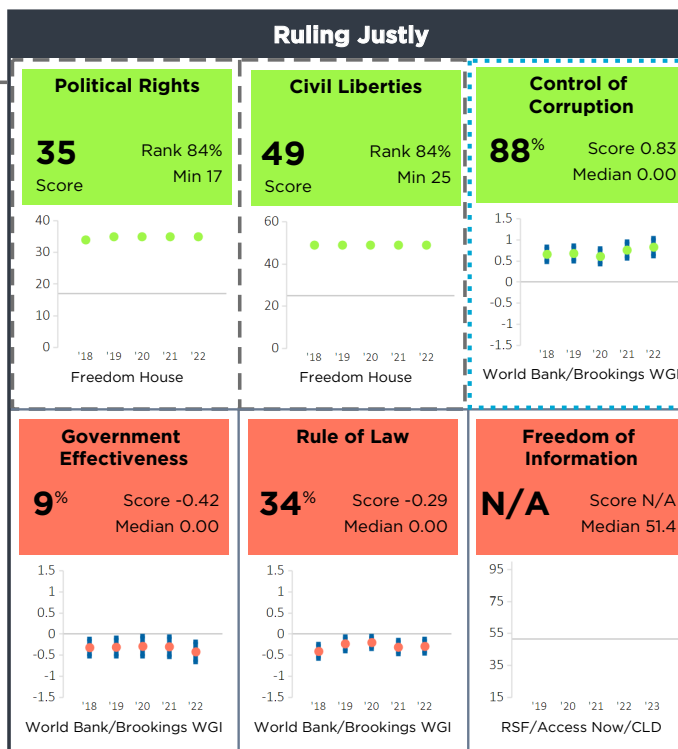 Ruling Justly
Political Rights
35
Score
Rank 84%
Min 17
40
30
20
10
0
'18 '19 '20 '21 '22
Freedom House
Civil Liberties
49
Score
Rank 84%
Min 25
60
40
20
0
'18 '19 '20 '21 '22
Freedom House
Control of
Corruption
88%
Score 0.83
Median 0.00
1.5
1
0.5
0
-0.5
-1
-1.5
'18 '19 '20 '21 '22
World Bank/Brookings WGI
Government
Effectiveness
9%
Score -0.42
Median 0.00
1.5
1
0.5
0
-0.5
-1
-1.5
'18 '19 '20 '21 '22
World Bank/Brookings WGI
Rule of Law
34%
Score -0.29
Median 0.00
1.5
1
0.5
0
-0.5
-1
-1.5
'18 '19 '20 '21 '22
World Bank/Brookings WGI
Freedom of
Information
N/A
Score N/A
Median 51.4
95
75
55
35
15
'19 '20 '21 '22 '23
RSF/Access Now/CLD